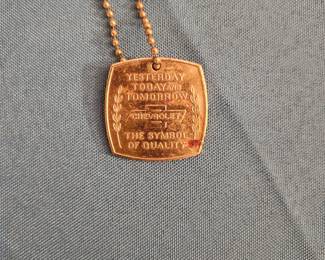 YESTERDAY
TODAY AND
TOMORROW
CHEVROLET
THE SYMBOL
OF QUALITY